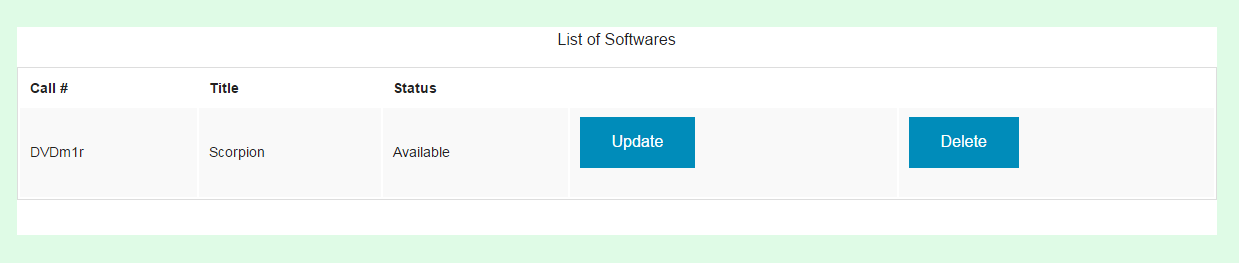 List of Softwares
Call # Title Status
DVDm1r Scorpion Available Update Delete